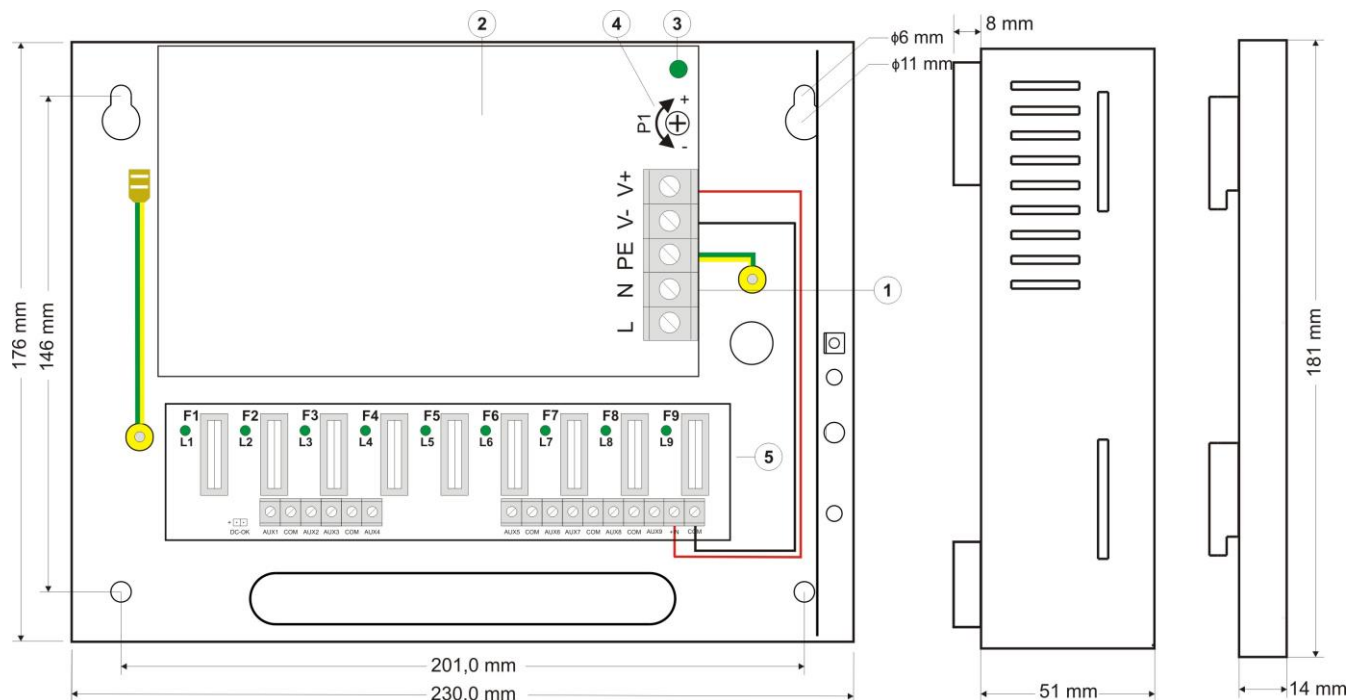 2
4
3
8 mm
ϕ6 mm
ϕ11 mm
+
P1
-
V+
V-
PE
N
L
1
176 mm
146 mm
181 mm
F1 F2 F3 F4 F5 F6 F7 F8 F9
L1 L2 L3 L4 L5 L6 L7 L8 L9
5
+
DC-OK AUX1 COM AUX2 AUX3 COM AUX4 AUX5 COM AUX6 AUX7 COM AUX8 COM AUX9 +IN COM
201,0 mm
230,0 mm
51 mm
14 mm